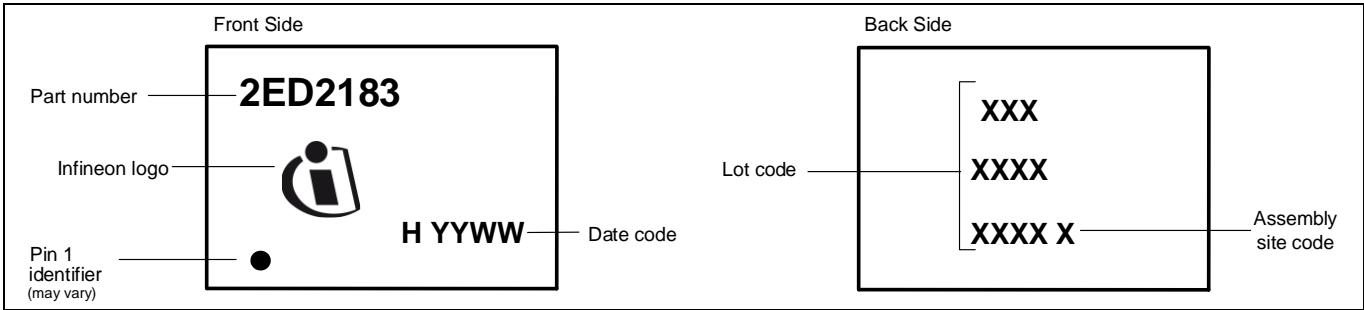 Front Side
Part number
2ED2183
Infineon logo
H YYWW
Date code
Pin 1
identifier
(may vary)
Back Side
XXX
Lot code
XXXX
XXXX X
Assembly
site code